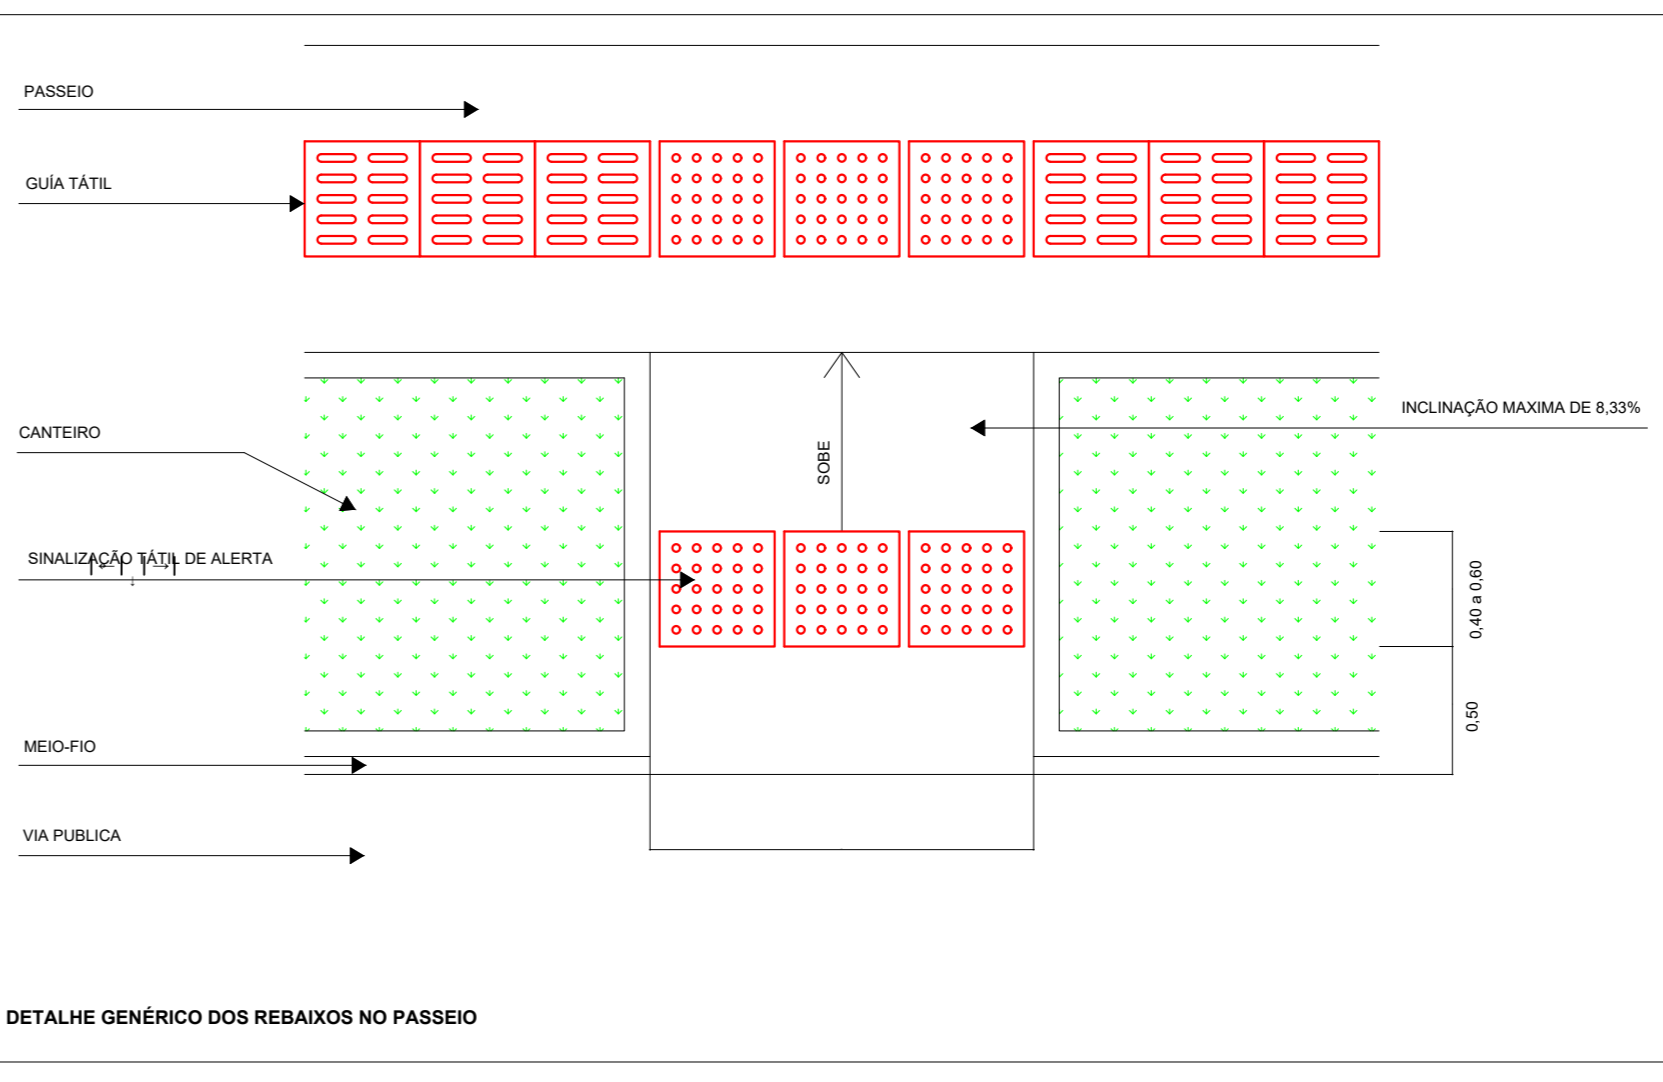 PASSEIO
GUÍA TÁTIL
INCLINAÇÃO MAXIMA DE 8,33%
CANTEIRO
SOBE
SINALIZAÇÃO TÁTIL DE ALERTA
0,40 a 0,60
0,50
MEIO-FIO
VIA PUBLICA
DETALHE GENÉRICO DOS REBAIXOS NO PASSEIO